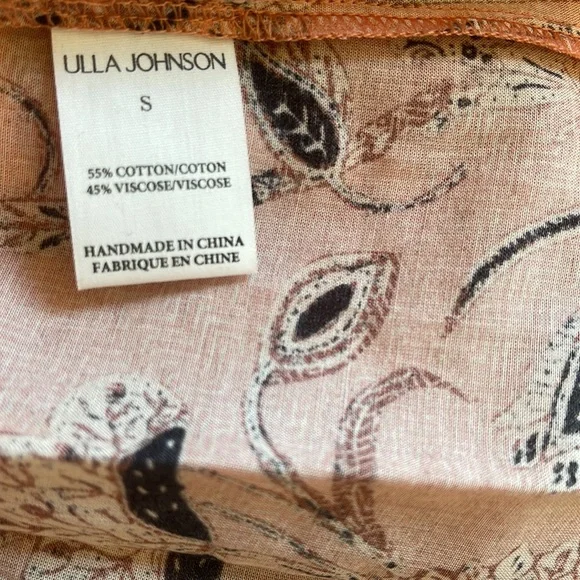 ULLA JOHNSON
S
55% COTTON/COTON
45% VISCOSE/VISCOSE
HANDMADE IN CHINA
FABRIQUE EN CHINE